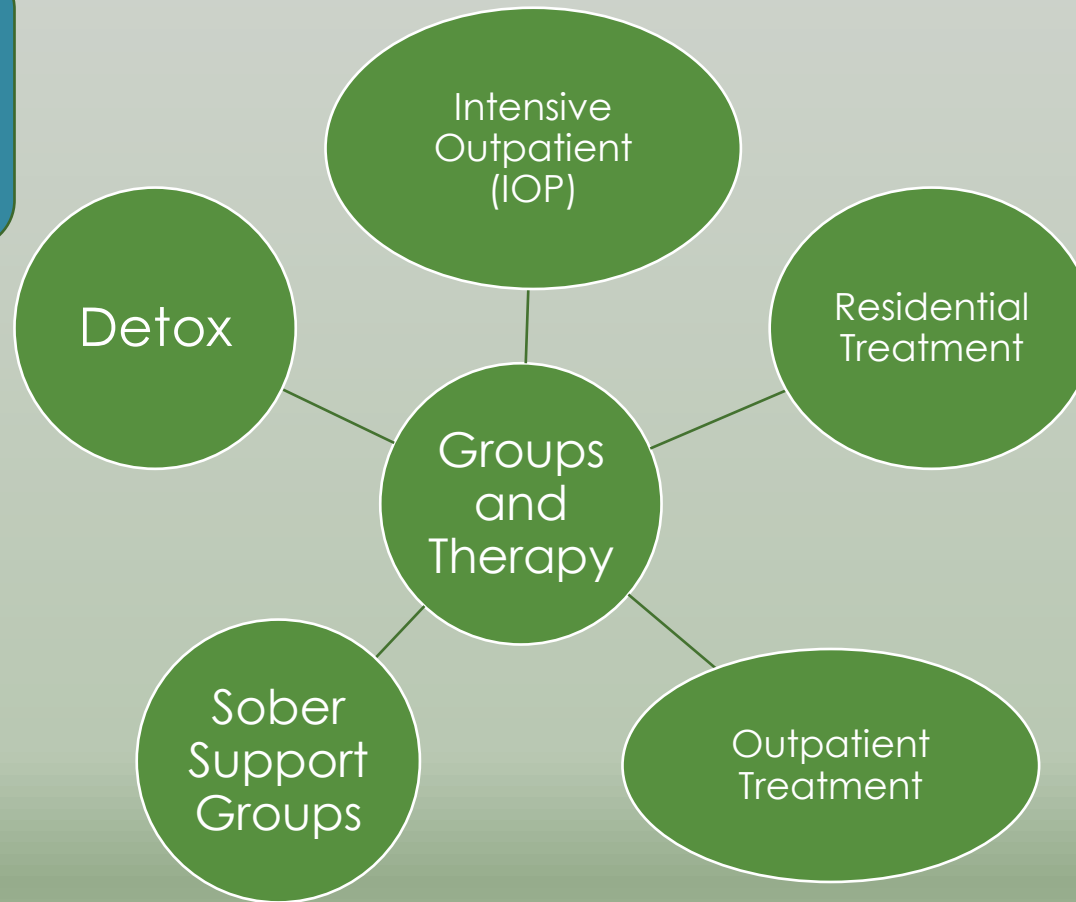 Intensive
Outpatient
(IOP)
Detox
Residential
Treatment
Groups
and
Therapy
Sober
Support
Groups
Outpatient
Treatment